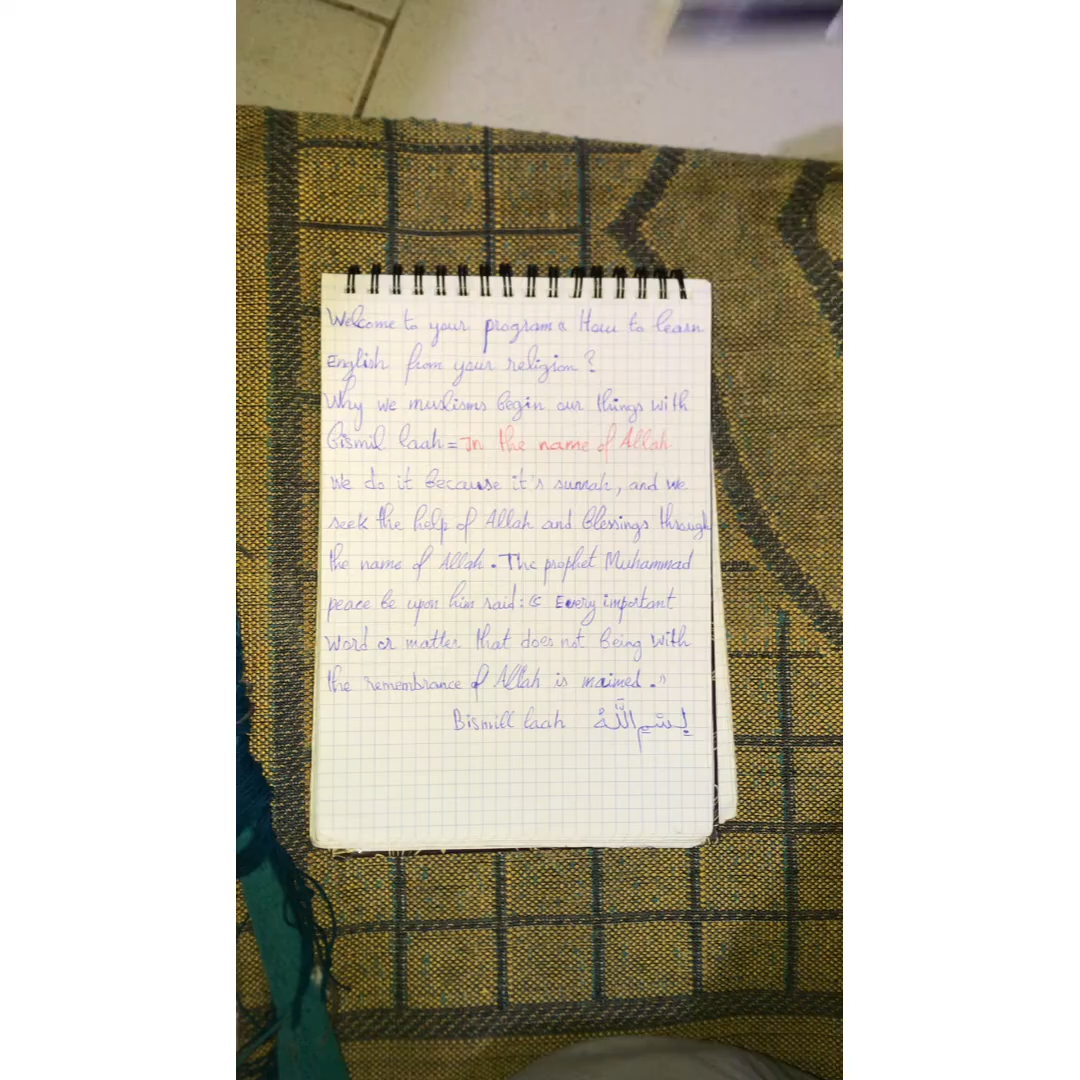 Welcome to your program « How to learn
English from your religion ?
Why we muslisms begin our things with
bismil laah = In the name of Allah
we do it because it's sunnah, and we
seek the help of Allah and blessings through
the name of Allah. The prophet Muhammad
peace be upon him said: « Every important
word or matter that does not being with
the remembrance of Allah is maimed . »
Bismill laah بِسْمِ اللَّهِ